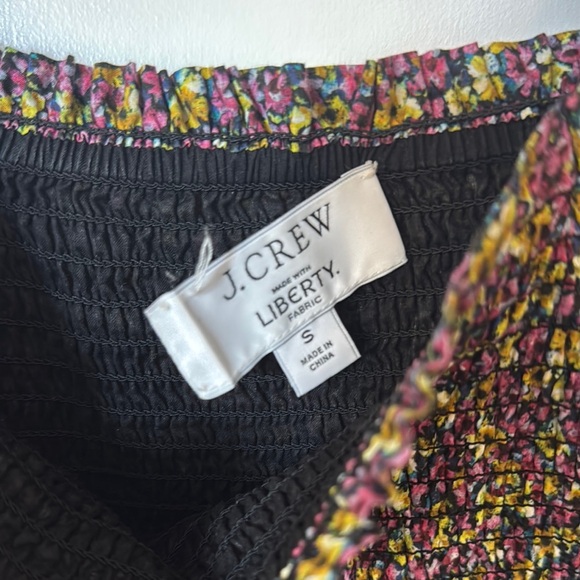 J.CREW
MADE WITH
LIBERTY.
FABRIC
S
MADE IN
CHINA